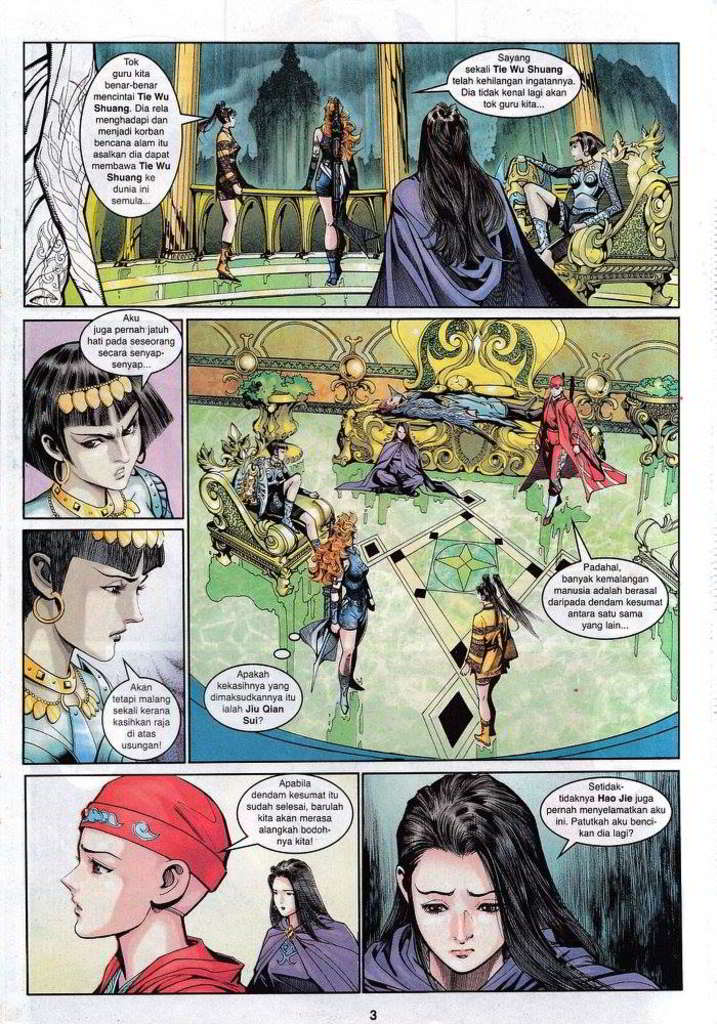 Tok
guru kita
benar-benar
mencintai Tie Wu
Shuang. Dia rela
menghadapi dan
menjadi korban
bencana alam itu
asalkan dia dapat
membawa Tie Wu
Shuang ke
dunia ini
semula...
Sayang
sekali Tie Wu Shuang
telah kehilangan ingatannya.
Dia tidak kenal lagi akan
tok guru kita...
Aku
juga pernah jatuh
hati pada seseorang
secara senyap-
senyap...
Akan
tetapi malang
sekali kerana
kasihkan raja
di atas
usungan!
Padahal,
banyak kemalangan
manusia adalah berasal
daripada dendam kesumat
antara satu sama
yang lain...
Apakah
kekasihnya yang
dimaksudkannya itu
ialah Jiu Qian
Sui?
Apabila
dendam kesumat itu
sudah selesai, barulah
kita akan merasa
alangkah bodoh-
nya kita!
Setidak-
tidaknya Hao Jie juga
pernah menyelamatkan aku
ini. Patutkah aku benci-
kan dia lagi?
3